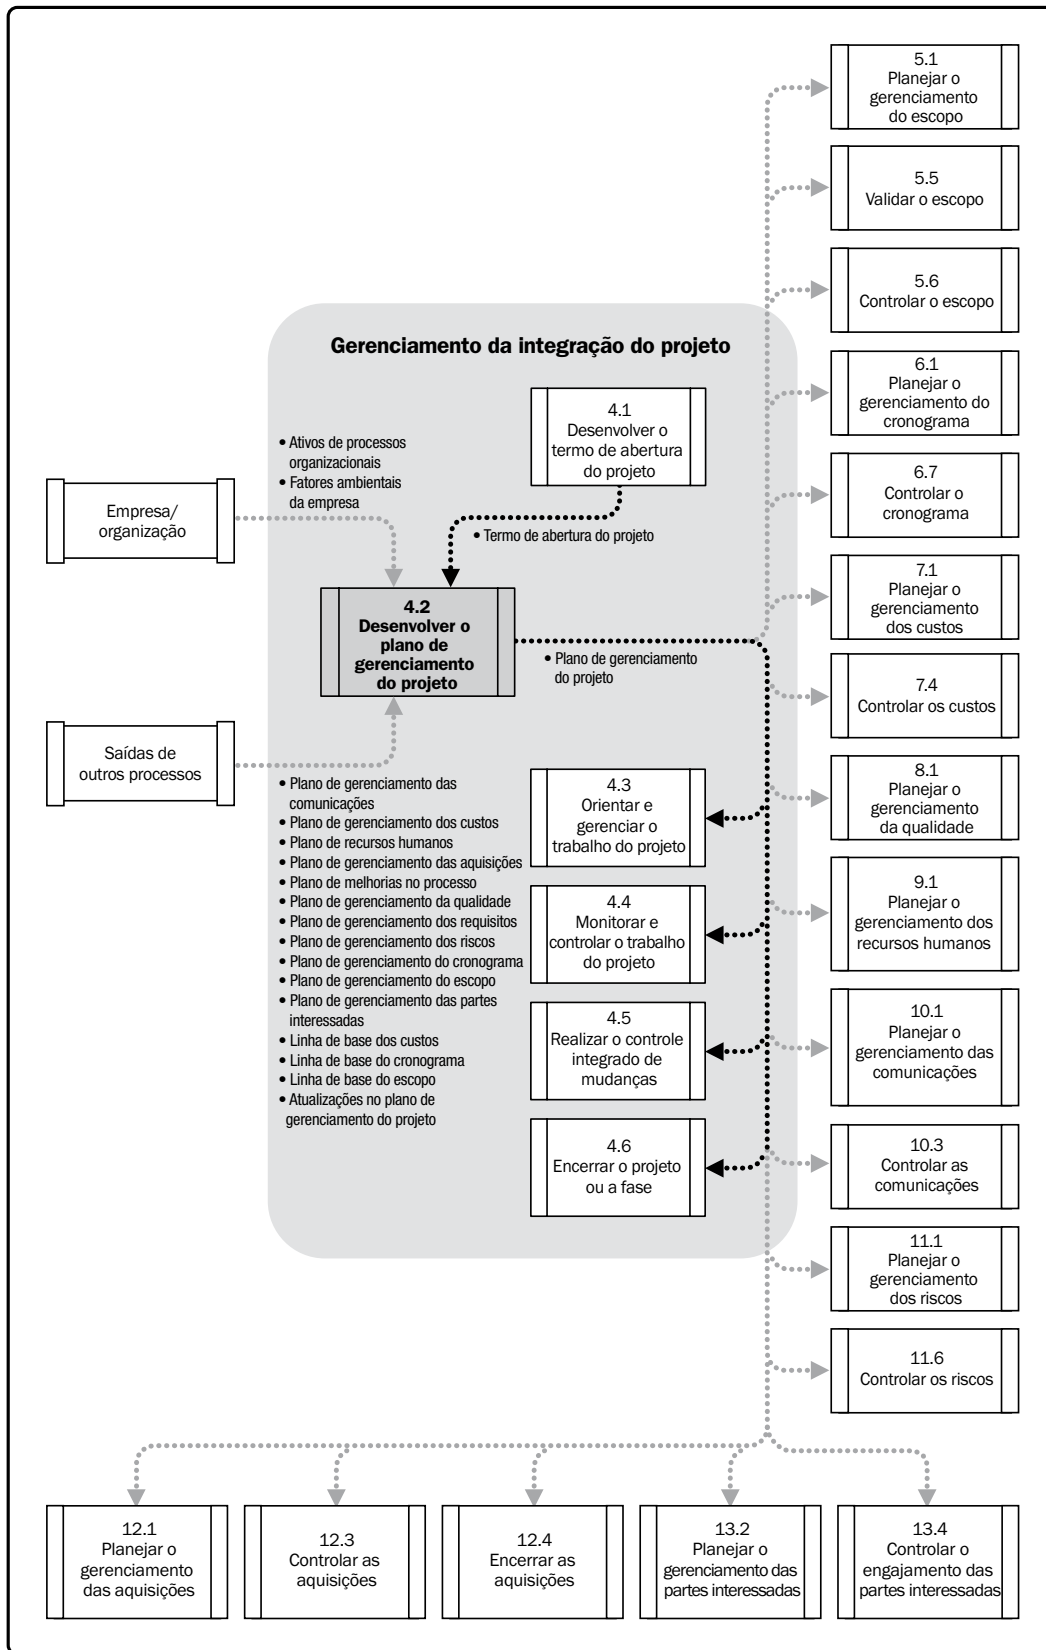 5.1
Planejar o
gerenciamento
do escopo
5.5
Validar o escopo
5.6
Controlar o escopo
Gerenciamento da integração do projeto
6.1
Planejar o
gerenciamento do
cronograma
4.1
Desenvolver o
termo de abertura
do projeto
• Ativos de processos
organizacionais
• Fatores ambientais
da empresa
Empresa/
organização
6.7
Controlar o
cronograma
• Termo de abertura do projeto
4.2
Desenvolver o
plano de
gerenciamento
do projeto
7.1
Planejar o
gerenciamento
dos custos
• Plano de gerenciamento
do projeto
7.4
Controlar os custos
Saídas de
outros processos
• Plano de gerenciamento das
comunicações
• Plano de gerenciamento dos custos
• Plano de recursos humanos
• Plano de gerenciamento das aquisições
• Plano de melhorias no processo
• Plano de gerenciamento da qualidade
• Plano de gerenciamento dos requisitos
• Plano de gerenciamento dos riscos
• Plano de gerenciamento do cronograma
• Plano de gerenciamento do escopo
• Plano de gerenciamento das partes
interessadas
• Linha de base dos custos
• Linha de base do cronograma
• Linha de base do escopo
• Atualizações no plano de
gerenciamento do projeto
4.3
Orientar e
gerenciar o
trabalho do projeto
4.4
Monitorar e
controlar o trabalho
do projeto
4.5
Realizar o controle
integrado de
mudanças
4.6
Encerrar o projeto
ou a fase
8.1
Planejar o
gerenciamento
da qualidade
9.1
Planejar o
gerenciamento dos
recursos humanos
10.1
Planejar o
gerenciamento das
comunicações
10.3
Controlar as
comunicações
11.1
Planejar o
gerenciamento
dos riscos
11.6
Controlar os riscos
12.1
Planejar o
gerenciamento
das aquisições
12.3
Controlar as
aquisições
12.4
Encerrar as
aquisições
13.2
Planejar o
gerenciamento das
partes interessadas
13.4
Controlar o
engajamento das
partes interessadas